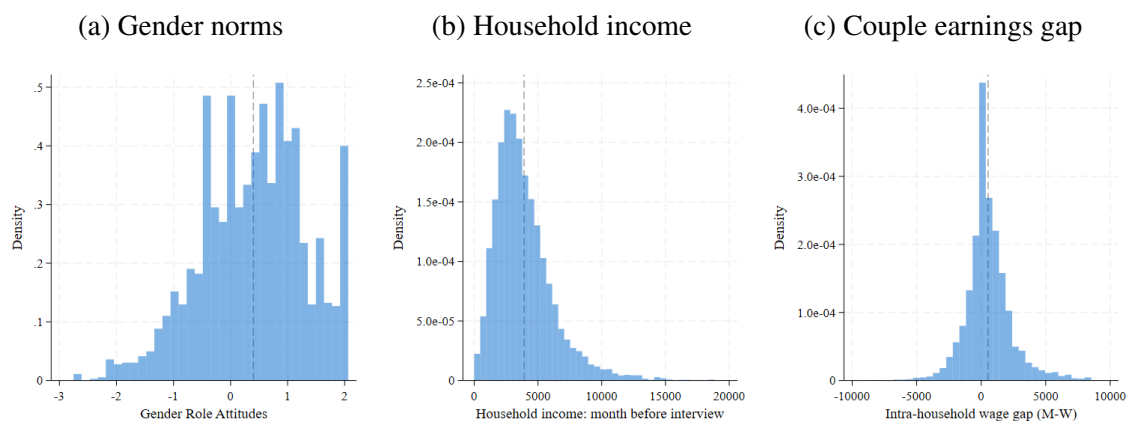 (a) Gender norms
.5
.4
.3
.2
.1
0
Density
-3 -2 -1 0 1 2
Gender Role Attitudes
(b) Household income
2.5e-04
2.0e-04
1.5e-04
1.0e-04
5.0e-05
0
Density
0 5000 10000 15000 20000
Household income: month before interview
(c) Couple earnings gap
4.0e-04
3.0e-04
2.0e-04
1.0e-04
0
Density
-10000 -5000 0 5000 10000
Intra-household wage gap (M-W)